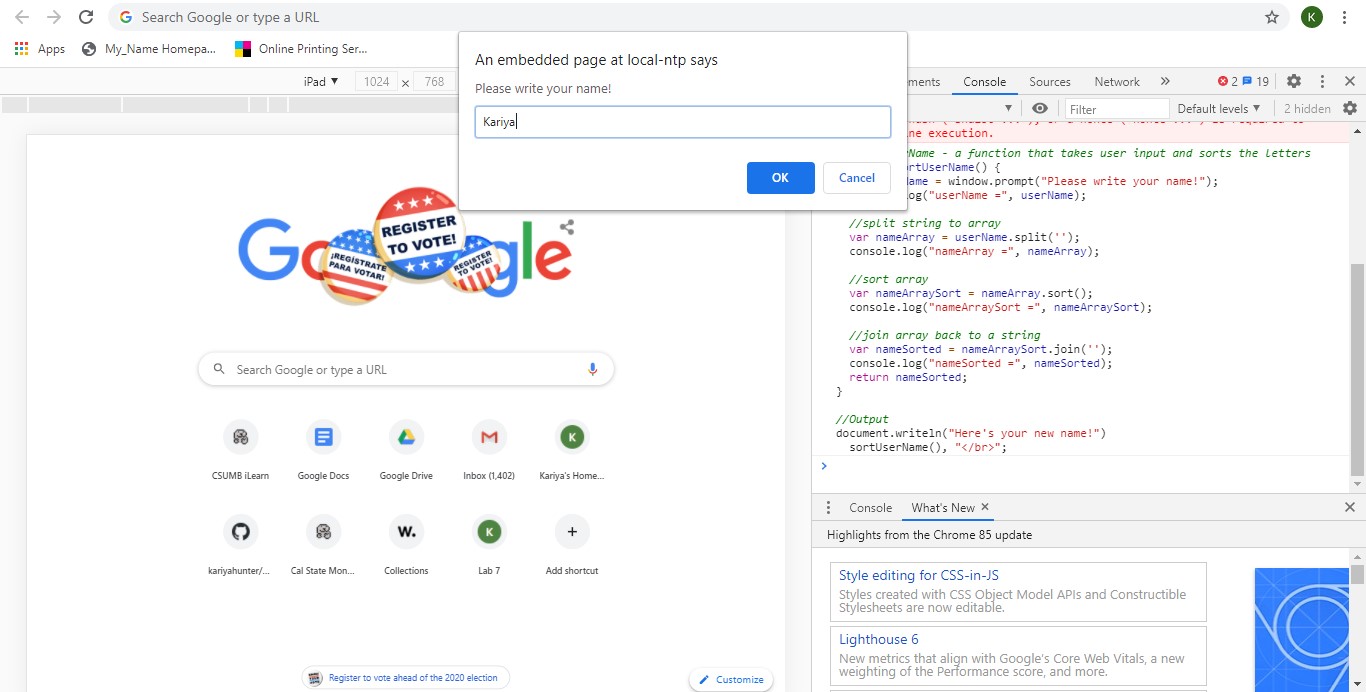 Search Google or type a URL
K
Apps
My_Name Homepa...
Online Printing Ser...
An embedded page at local-ntp says
Please write your name!
Kariya
OK
Cancel
iPad ▼ 1024 × 768
ments Console Sources Network » 2 19
▼ Filter Default levels ▼ 2 hidden
ne execution.
eName - a function that takes user input and sorts the letters
ortUserName() {
Name = window.prompt("Please write your name!");
log("userName =", userName);
//split string to array
var nameArray = userName.split('');
console.log("nameArray =", nameArray);
//sort array
var nameArraySort = nameArray.sort();
console.log("nameArraySort =", nameArraySort);
//join array back to a string
var nameSorted = nameArraySort.join('');
console.log("nameSorted =", nameSorted);
return nameSorted;
}
//Output
document.writeln("Here's your new name!")
sortUserName(), "</br>";
>
Google
REGISTER
TO VOTE!
¡REGÍSTRATE
PARA VOTAR!
REGISTER
TO VOTE!
Search Google or type a URL
CSUMB iLearn
Google Docs
Google Drive
Inbox (1,402)
K
Kariya's Home...
kariyahunter/...
Cal State Mon...
W.
Collections
K
Lab 7
+
Add shortcut
Register to vote ahead of the 2020 election
Customize
Console What's New ×
Highlights from the Chrome 85 update
Style editing for CSS-in-JS
Styles created with CSS Object Model APIs and Constructible
Stylesheets are now editable.
Lighthouse 6
New metrics that align with Google's Core Web Vitals, a new
weighting of the Performance score, and more.